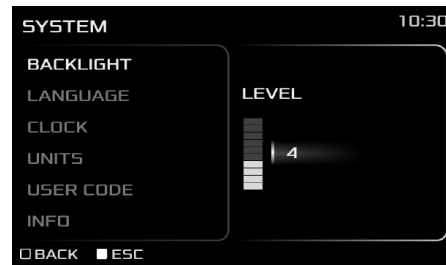 SYSTEM
10:30
BACKLIGHT
LANGUAGE
CLOCK
UNITS
USER CODE
INFO
LEVEL
4
BACK ESC